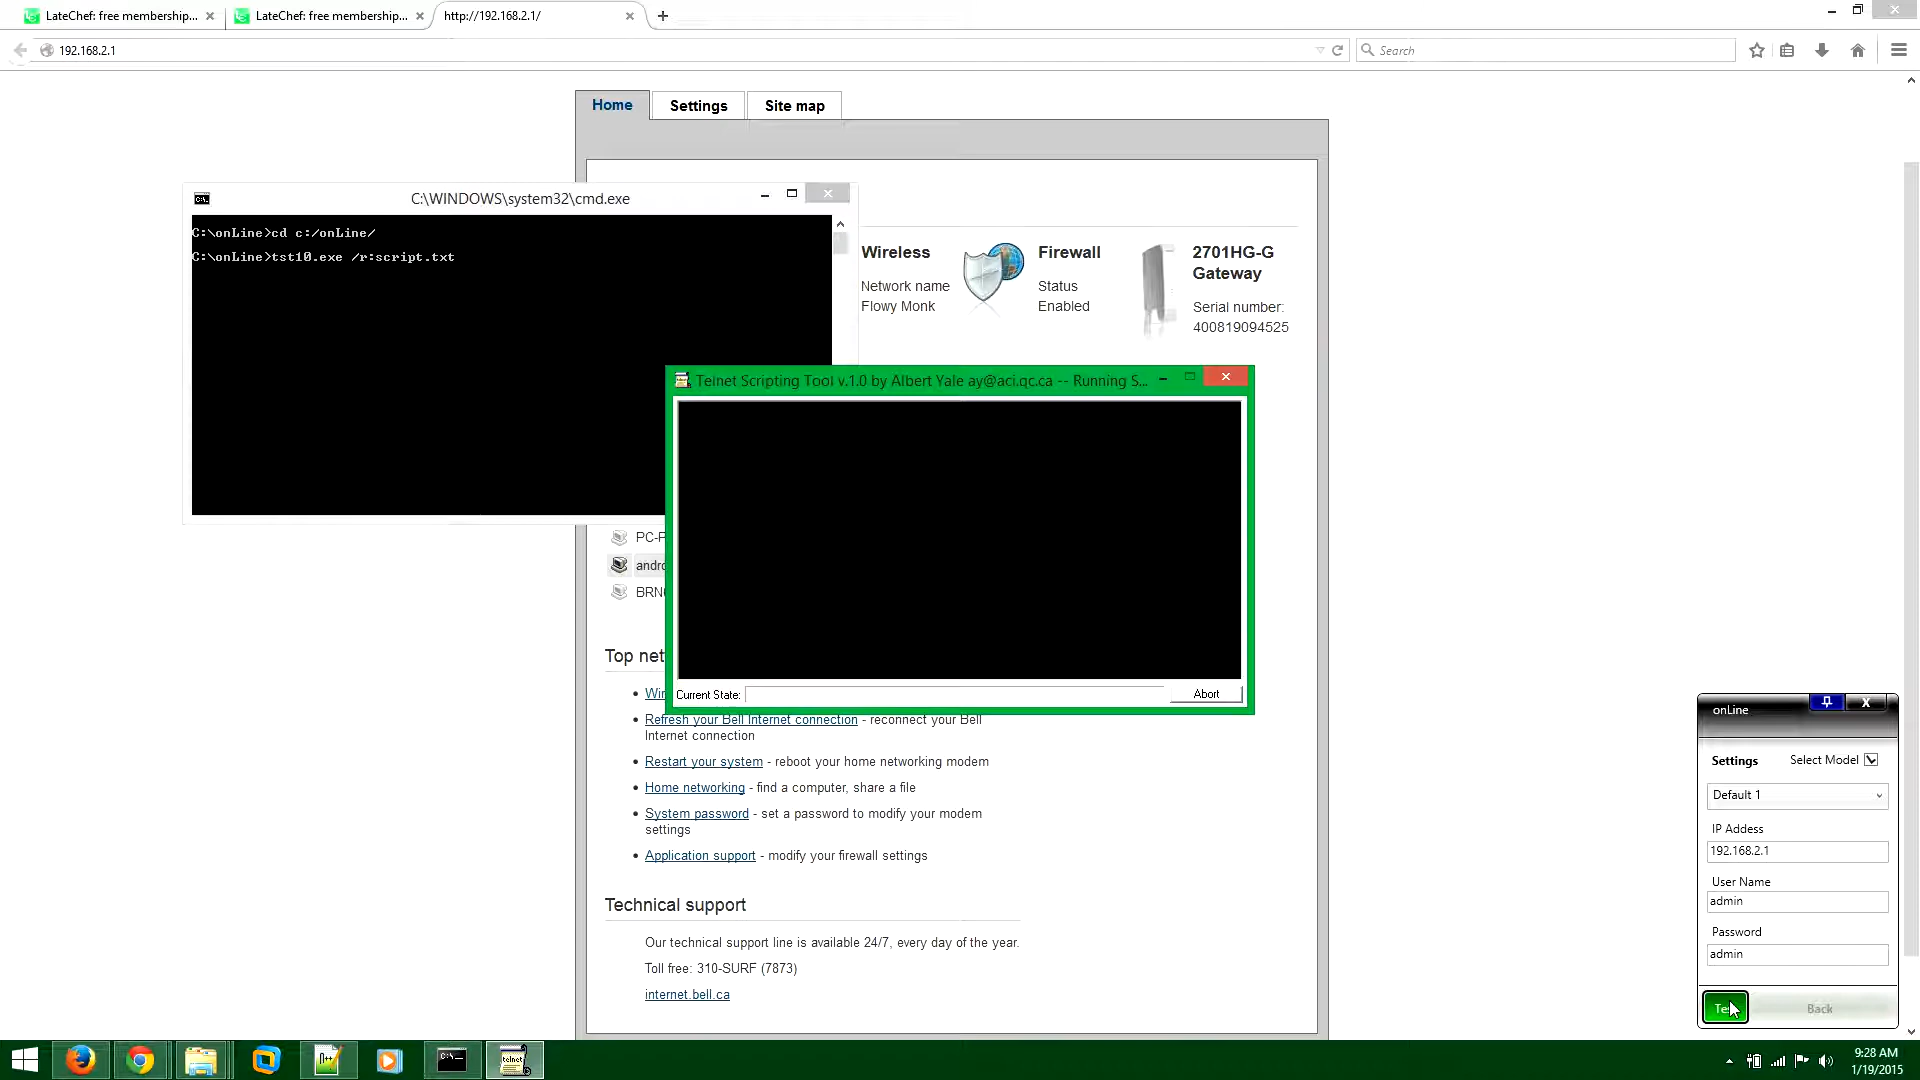 LateChef: free membership...
LateChef: free membership...
http://192.168.2.1/
192.168.2.1
Search
Home
Settings
Site map
C:\WINDOWS\system32\cmd.exe
C:\onLine>cd c:/onLine/
C:\onLine>tst10.exe /r:script.txt
Wireless
Network name
Flowy Monk
Firewall
Status
Enabled
2701HG-G
Gateway
Serial number:
400819094525
Telnet Scripting Tool v.1.0 by Albert Yale ay@aci.qc.ca -- Running S...
Current State:
Abort
PC-P
andro
BRN
Top net
Wir
Refresh your Bell Internet connection - reconnect your Bell
Internet connection
Restart your system - reboot your home networking modem
Home networking - find a computer, share a file
System password - set a password to modify your modem
settings
Application support - modify your firewall settings
Technical support
Our technical support line is available 24/7, every day of the year.
Toll free: 310-SURF (7873)
internet.bell.ca
onLine
X
Settings
Select Model
Default 1
IP Addess
192.168.2.1
User Name
admin
Password
admin
Te
Back
telnet
9:28 AM
1/19/2015